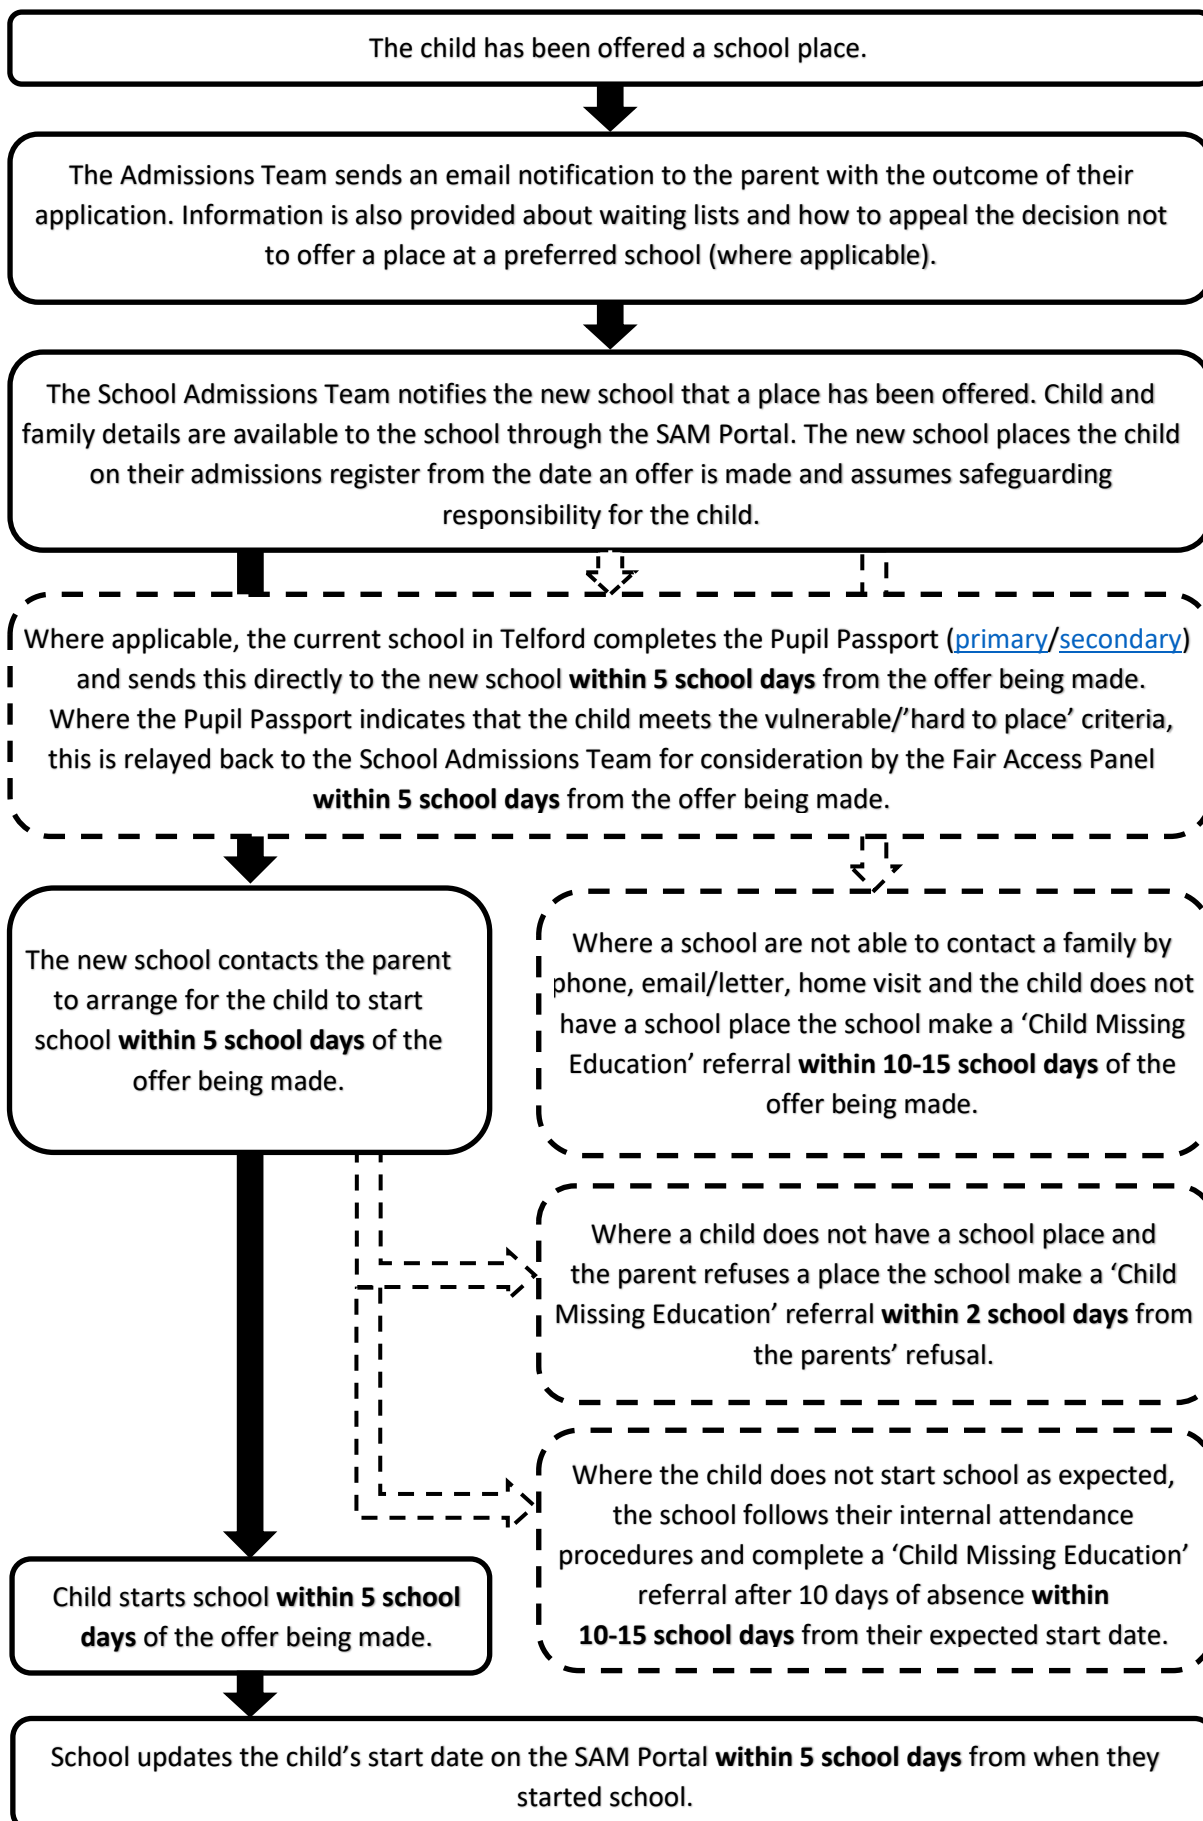 The child has been offered a school place.
The Admissions Team sends an email notification to the parent with the outcome of their
application. Information is also provided about waiting lists and how to appeal the decision not
to offer a place at a preferred school (where applicable).
The School Admissions Team notifies the new school that a place has been offered. Child and
family details are available to the school through the SAM Portal. The new school places the child
on their admissions register from the date an offer is made and assumes safeguarding
responsibility for the child.
Where applicable, the current school in Telford completes the Pupil Passport (primary/secondary)
and sends this directly to the new school within 5 school days from the offer being made.
Where the Pupil Passport indicates that the child meets the vulnerable/’hard to place’ criteria,
this is relayed back to the School Admissions Team for consideration by the Fair Access Panel
within 5 school days from the offer being made.
The new school contacts the parent
to arrange for the child to start
school within 5 school days of the
offer being made.
Where a school are not able to contact a family by
phone, email/letter, home visit and the child does not
have a school place the school make a ‘Child Missing
Education’ referral within 10-15 school days of the
offer being made.
Where a child does not have a school place and
the parent refuses a place the school make a ‘Child
Missing Education’ referral within 2 school days from
the parents’ refusal.
Where the child does not start school as expected,
the school follows their internal attendance
procedures and complete a ‘Child Missing Education’
referral after 10 days of absence within
10-15 school days from their expected start date.
Child starts school within 5 school
days of the offer being made.
School updates the child’s start date on the SAM Portal within 5 school days from when they
started school.